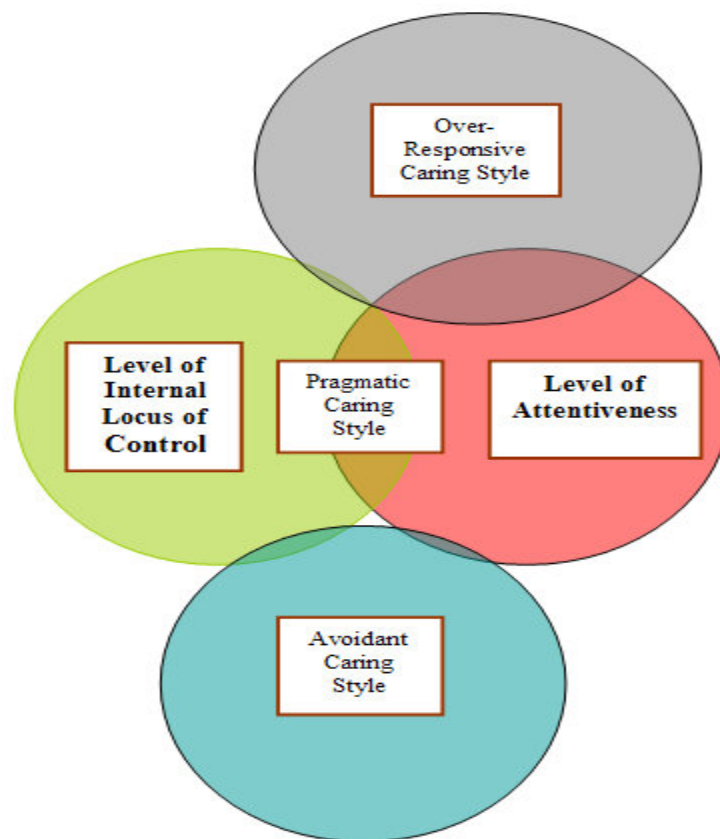 Over-
Responsive
Caring Style
Level of
Internal
Locus of
Control
Pragmatic
Caring
Style
Level of
Attentiveness
Avoidant
Caring
Style